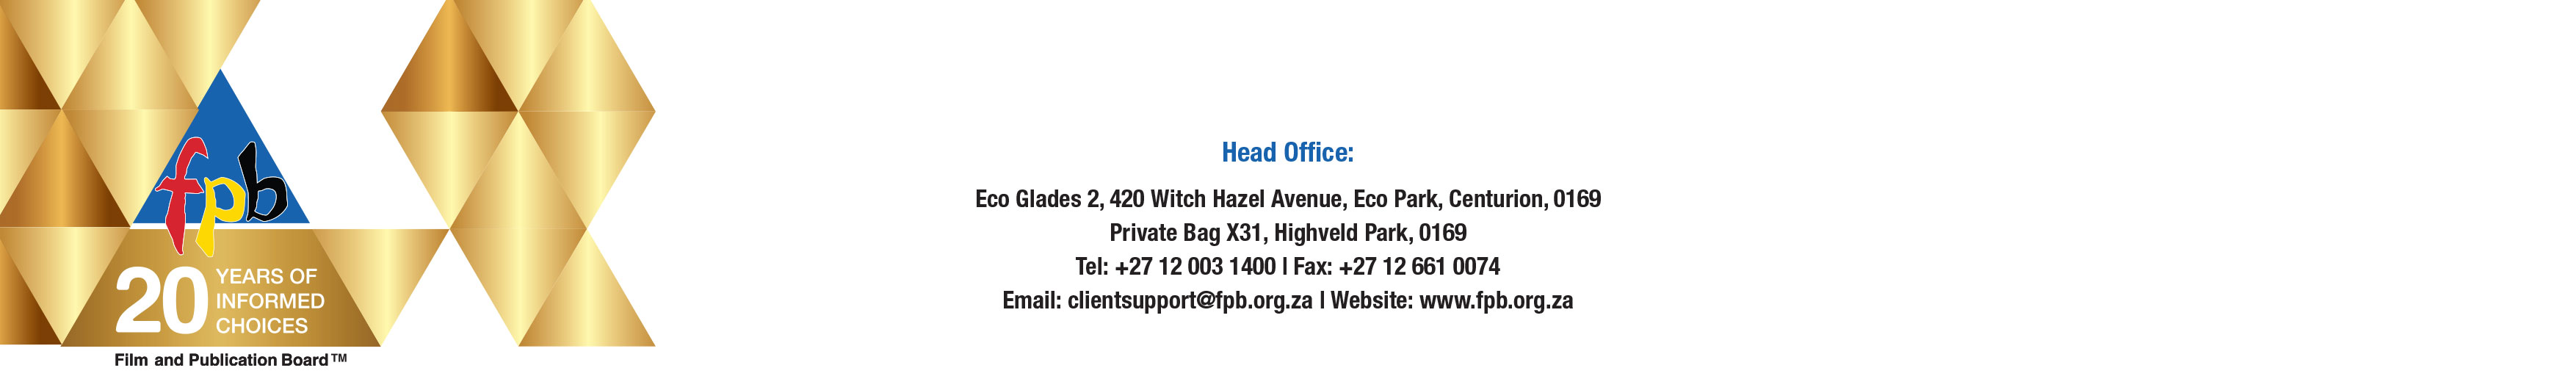 fpb
20 YEARS OF
INFORMED
CHOICES
Film and Publication Board™
Head Office:
Eco Glades 2, 420 Witch Hazel Avenue, Eco Park, Centurion, 0169
Private Bag X31, Highveld Park, 0169
Tel: +27 12 003 1400 | Fax: +27 12 661 0074
Email: clientsupport@fpb.org.za | Website: www.fpb.org.za